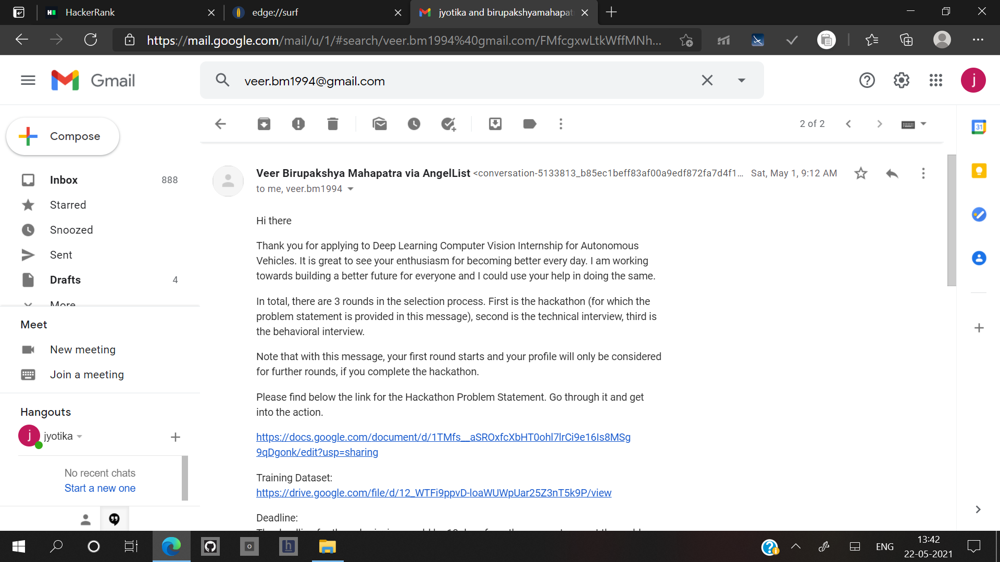 HackerRank
edge://surf
jyotika and birupakshyamahapat
https://mail.google.com/mail/u/1/#search/veer.bm1994%40gmail.com/FMfcgxwLtkWffMNh...
Gmail
veer.bm1994@gmail.com
j
Compose
2 of 2
31
Inbox 888
Starred
Snoozed
Sent
Drafts 4
More
Meet
New meeting
Join a meeting
Hangouts
j jyotika
No recent chats
Start a new one
Veer Birupakshya Mahapatra via AngelList <conversation-5133813_b85ec1beff83af00a9edf872fa7d4f1... Sat, May 1, 9:12 AM
to me, veer.bm1994
Hi there
Thank you for applying to Deep Learning Computer Vision Internship for Autonomous
Vehicles. It is great to see your enthusiasm for becoming better every day. I am working
towards building a better future for everyone and I could use your help in doing the same.
In total, there are 3 rounds in the selection process. First is the hackathon (for which the
problem statement is provided in this message), second is the technical interview, third is
the behavioral interview.
Note that with this message, your first round starts and your profile will only be considered
for further rounds, if you complete the hackathon.
Please find below the link for the Hackathon Problem Statement. Go through it and get
into the action.
https://docs.google.com/document/d/1TMfs__aSROxfcXbHT0ohl7lrCi9e16Is8MSg
9qDgonk/edit?usp=sharing
Training Dataset:
https://drive.google.com/file/d/12_WTFi9ppvD-loaWUWpUar25Z3nT5k9P/view
Deadline:
ENG
13:42
22-05-2021